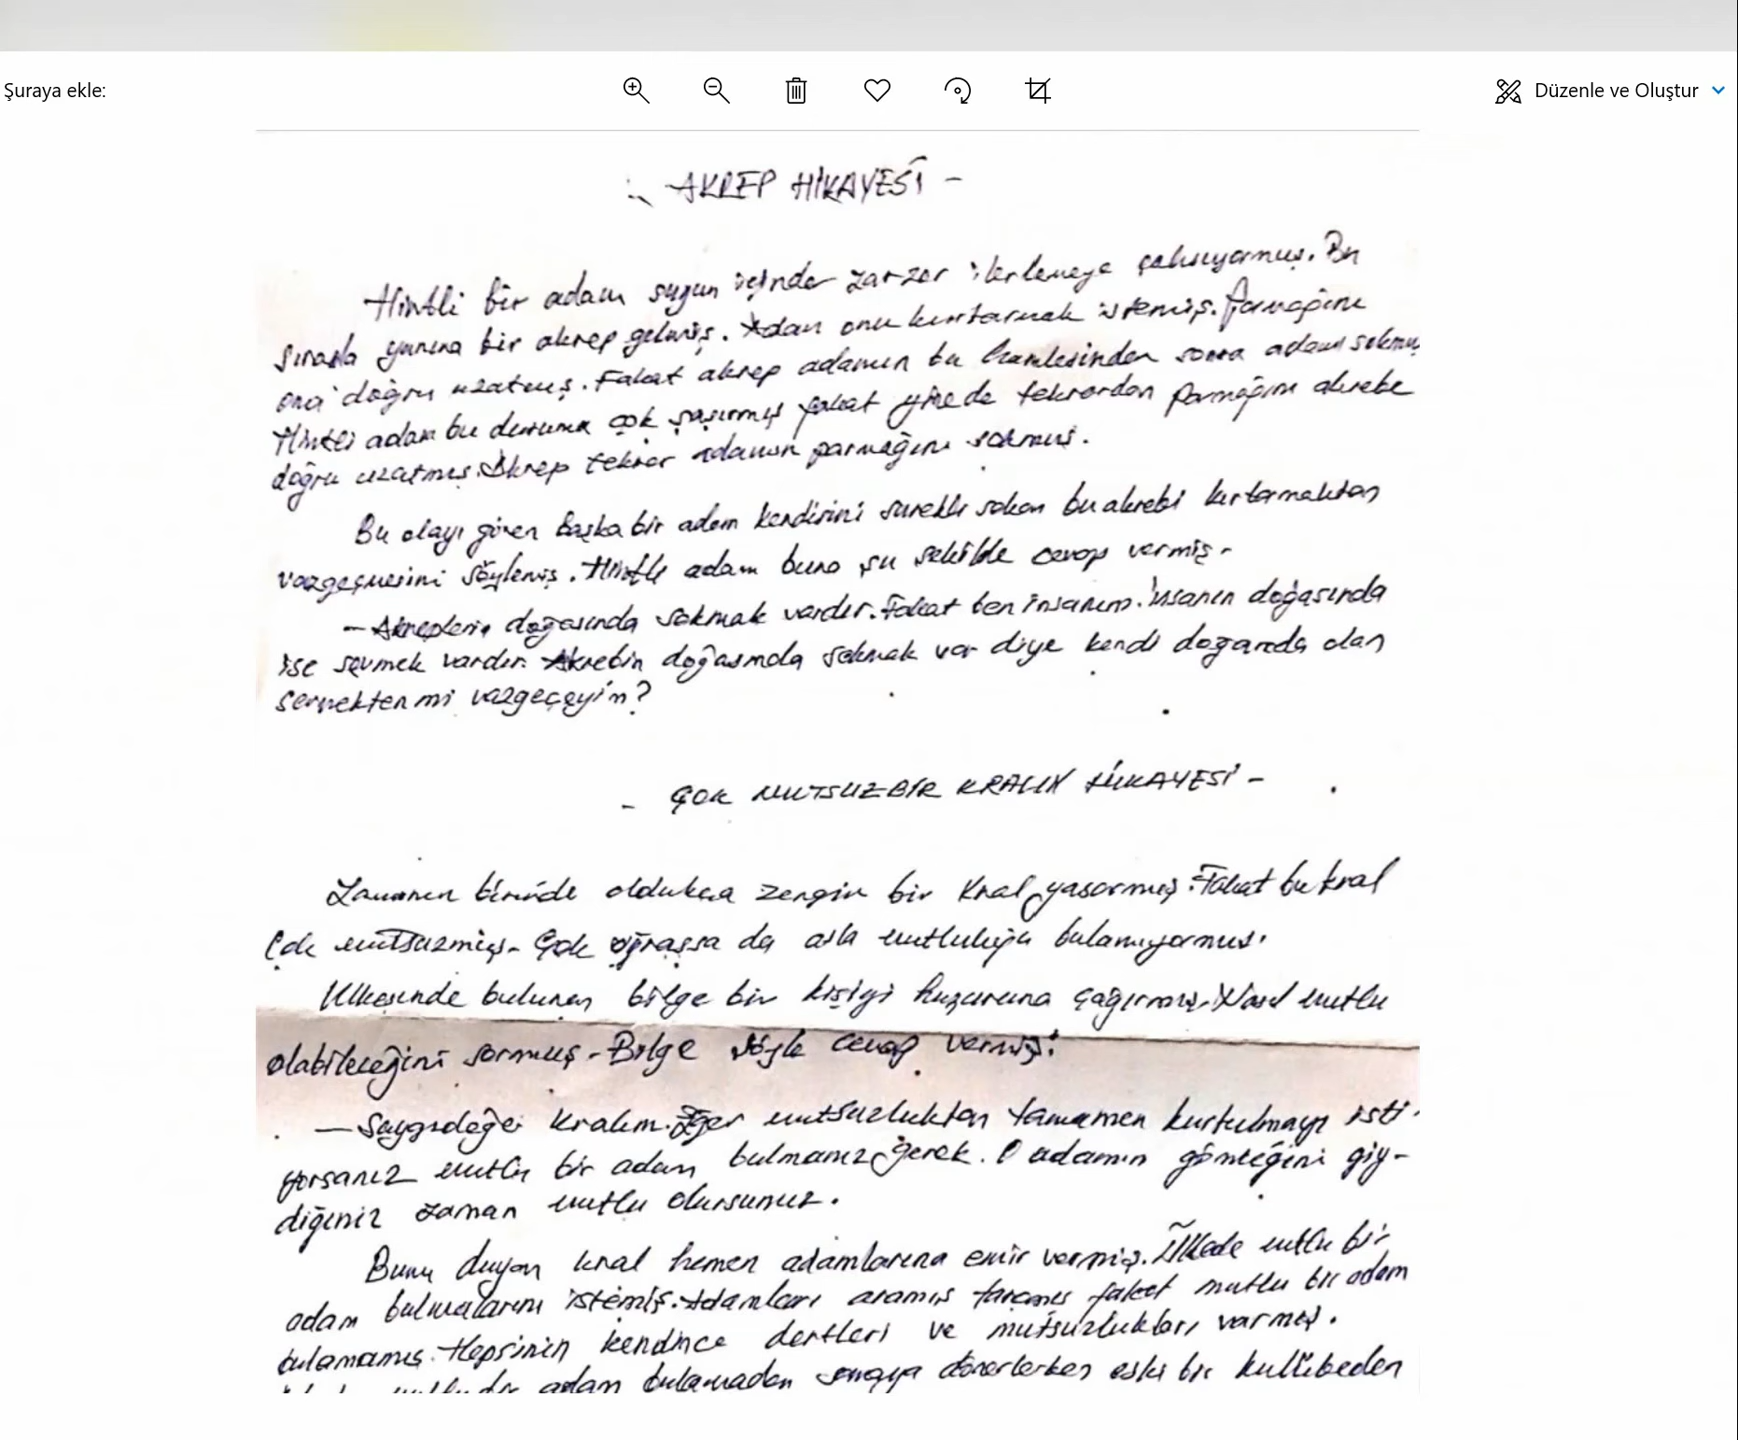 Şuraya ekle:
Düzenle ve Oluştur
- AKREP HİKAYESİ -
Hintli bir adam suyun içinde zar zor ilerlemeye çalışıyormuş. Bu
sırada yanına bir akrep gelmiş. Adam onu kurtarmak istemiş. Parmağını
ona doğru uzatmış. Fakat akrep adamın bu hamlesinden sonra adamı sokmuş
Hintli adam bu duruma çok şaşırmış fakat yine de tekrardan parmağını akrebe
doğru uzatmış. Akrep tekrar adamın parmağını sokmuş.
Bu olayı gören başka bir adam kendirini sürekli sokan bu akrebi kurtarmaktan
vazgeçmesini söylemiş. Hintli adam buna şu şekilde cevap vermiş-
- Akreplerin doğasında sokmak vardır. Fakat ben insanım. İnsanın doğasında
ise sevmek vardır. Akrebin doğasında sokmak var diye kendi doğamda olan
sevmekten mi vazgeçeyim?
- ÇOK MUTSUZ BİR KRALIN HİKAYESİ -
Zamanın birinde oldukça zengin bir kral yaşarmış. Fakat bu kral
çok mutsuzmuş. Çok uğraşsa da asla mutluluğu bulamıyormuş.
Ülkesinde bulunan bilge bir kişiyi huzuruna çağırmış. Nasıl mutlu
olabileceğini sormuş. Bilge şöyle cevap vermiş:
- Saygıdeğer kralım. Eğer mutsuzluktan tamamen kurtulmayı isti-
yorsanız mutlu bir adam bulmanız gerek. O adamın gömleğini giy-
diğiniz zaman mutlu olursunuz.
Bunu duyan kral hemen adamlarına emir vermiş. Ülkede mutlu bir
adam bulmalarını istemiş. Adamları aramış taramış fakat mutlu bir adam
bulamamış. Hepsinin kendince dertleri ve mutsuzlukları varmış.
adam bulamadan saraya dönerlerken eski bir kulübeden